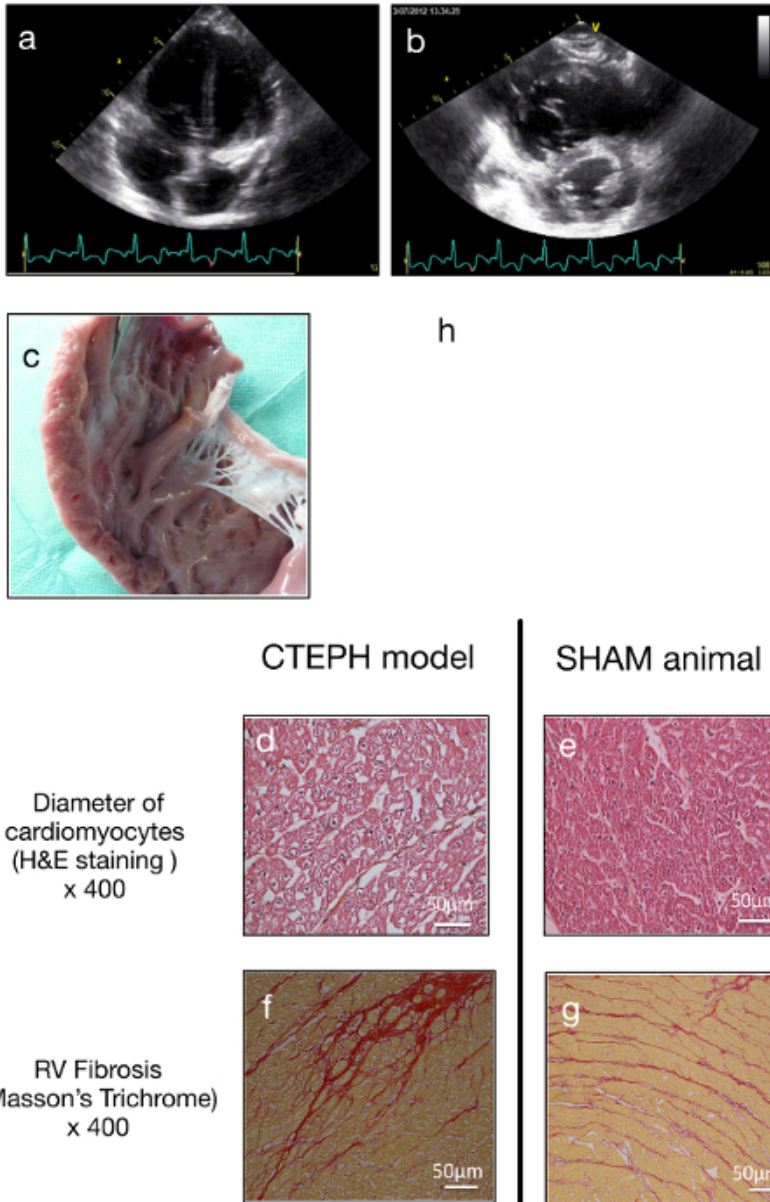 a
b
3/07/2012 13:34:25
V
c
h
CTEPH model
SHAM animal
d
e
Diameter of
cardiomyocytes
(H&E staining )
x 400
50µm
50µm
f
g
RV Fibrosis
Masson's Trichrome)
x 400
50µm
50µm